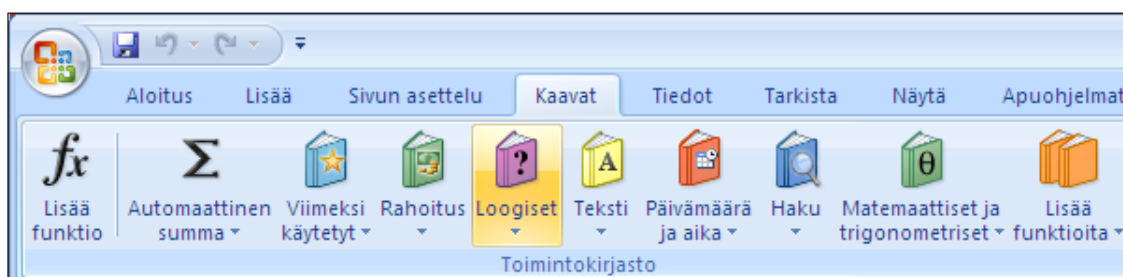 Aloitus Lisää Sivun asettelu Kaavat Tiedot Tarkista Näytä Apuohjelmat
fx Σ ? A θ
Lisää funktio
Automaattinen summa
Viimeksi käytetyt
Rahoitus
Loogiset
Teksti
Päivämäärä ja aika
Haku
Matemaattiset ja trigonometriset
Lisää funktioita
Toimintokirjasto